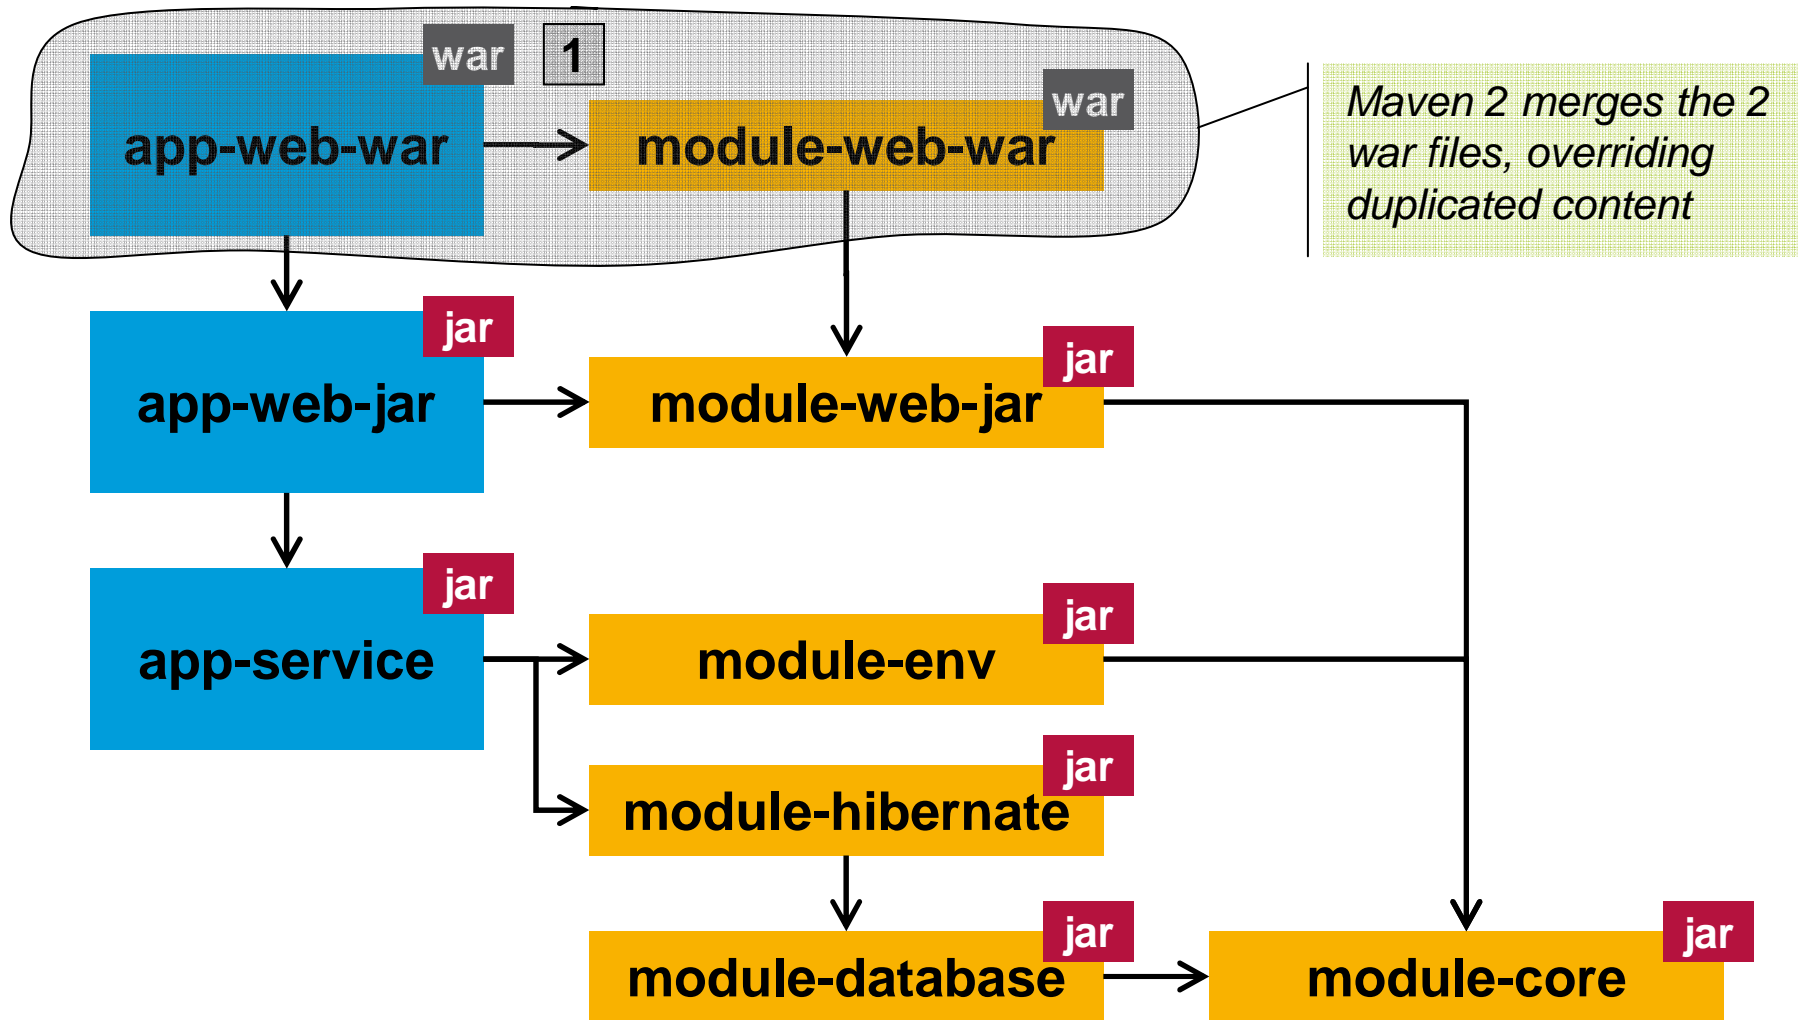 war
1
app-web-war
war
module-web-war
Maven 2 merges the 2
war files, overriding
duplicated content
jar
app-web-jar
jar
module-web-jar
jar
app-service
jar
module-env
jar
module-hibernate
jar
module-database
jar
module-core